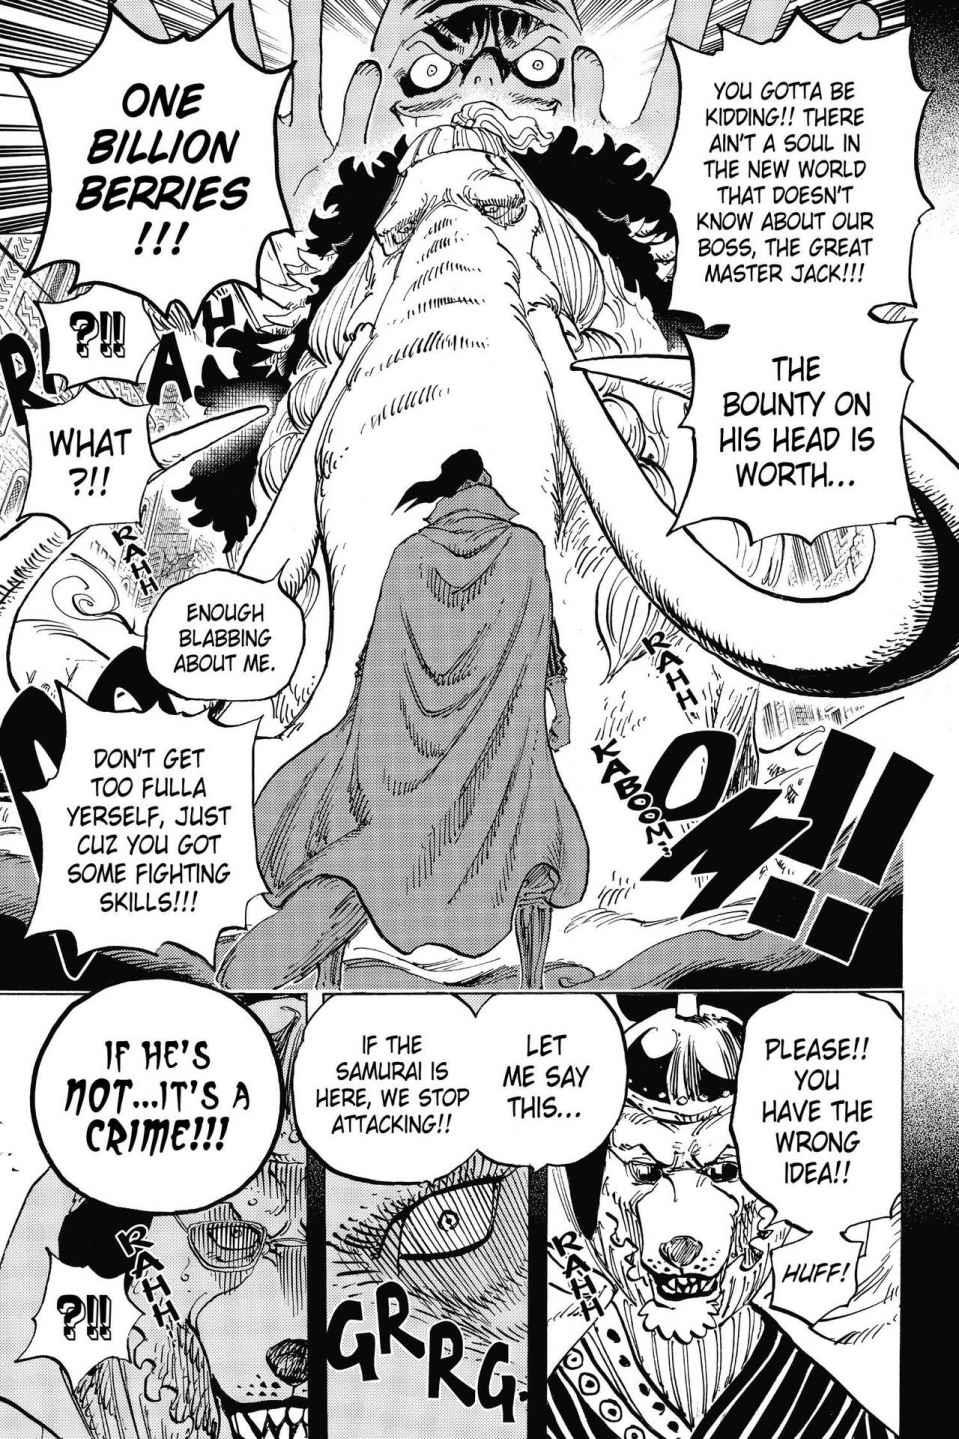 YOU GOTTA BE
KIDDING!! THERE
AIN'T A SOUL IN
THE NEW WORLD
THAT DOESN'T
KNOW ABOUT OUR
BOSS, THE GREAT
MASTER JACK!!!
THE
BOUNTY ON
HIS HEAD IS
WORTH...
ONE
BILLION
BERRIES
!!!
?!!
WHAT
?!!
RAHH
ENOUGH
BLABBING
ABOUT ME.
RAHH
KABOOM!!
DON'T GET
TOO FULLA
YERSELF, JUST
CUZ YOU GOT
SOME FIGHTING
SKILLS!!!
PLEASE!!
YOU
HAVE THE
WRONG
IDEA!!
HUFF!
RAHH
LET
ME SAY
THIS...
IF THE
SAMURAI IS
HERE, WE STOP
ATTACKING!!
GRRG-
IF HE'S
NOT...IT'S A
CRIME!!!
RAHH
?!!